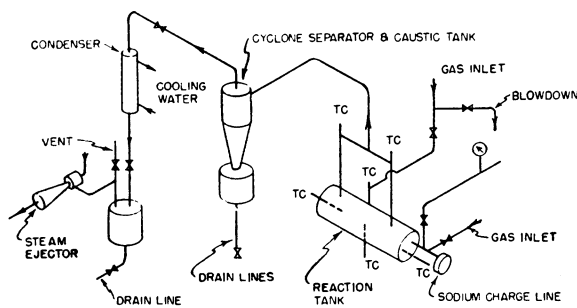 CYCLONE SEPARATOR & CAUSTIC TANK
CONDENSER
GAS INLET
COOLING
WATER
TC
BLOWDOWN
VENT
TC
TC
TC
STEAM
EJECTOR
GAS INLET
TC
TC
DRAIN LINES
REACTION
TANK
DRAIN LINE
SODIUM CHARGE LINE